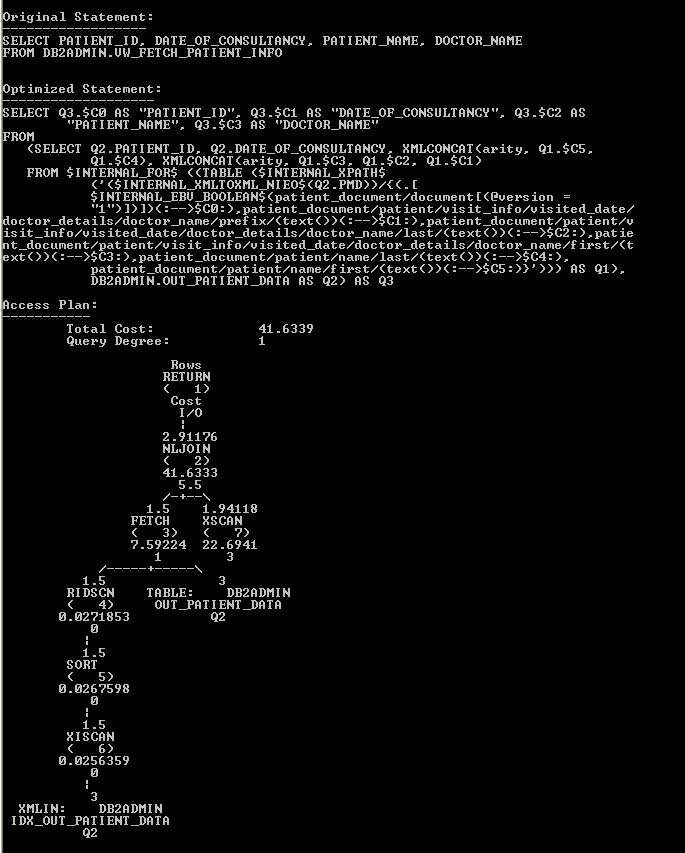 Original Statement:
------------------
SELECT PATIENT_ID, DATE_OF_CONSULTANCY, PATIENT_NAME, DOCTOR_NAME
FROM DB2ADMIN.VW_FETCH_PATIENT_INFO
Optimized Statement:
-------------------
SELECT Q3.$C0 AS "PATIENT_ID", Q3.$C1 AS "DATE_OF_CONSULTANCY", Q3.$C2 AS
"PATIENT_NAME", Q3.$C3 AS "DOCTOR_NAME"
FROM
(SELECT Q2.PATIENT_ID, Q2.DATE_OF_CONSULTANCY, XMLCONCAT(arity, Q1.$C5,
Q1.$C4), XMLCONCAT(arity, Q1.$C3, Q1.$C2, Q1.$C1)
FROM $INTERNAL_FOR$ ((TABLE ($INTERNAL_XPATH$
('($INTERNAL_XMLTOXML_NIEO$(Q2.PMD))/((.[
$INTERNAL_EBV_BOOLEAN$(patient_document/document[(@version =
"1")])])(:-->$C0:),patient_document/patient/visit_info/visited_date/
doctor_details/doctor_name/prefix/(text())(:-->$C1:),patient_document/patient/v
isit_info/visited_date/doctor_details/doctor_name/last/(text())(:-->$C2:),patie
nt_document/patient/visit_info/visited_date/doctor_details/doctor_name/first/(t
ext())(:-->$C3:),patient_document/patient/name/last/(text())(:-->$C4:),
patient_document/patient/name/first/(text())(:-->$C5:))'))) AS Q1),
DB2ADMIN.OUT_PATIENT_DATA AS Q2) AS Q3
Access Plan:
-----------
Total Cost: 41.6339
Query Degree: 1
Rows
RETURN
( 1)
Cost
I/O
¦
2.91176
NLJOIN
( 2)
41.6333
5.5
/-+--\
1.5 1.94118
FETCH XSCAN
( 3) ( 7)
7.59224 22.6941
1 3
/-----+-----\
1.5 3
RIDSCN TABLE: DB2ADMIN
( 4) OUT_PATIENT_DATA
0.0271853 Q2
0
¦
1.5
SORT
( 5)
0.0267598
0
¦
1.5
XISCAN
( 6)
0.0256359
0
¦
3
XMLIN: DB2ADMIN
IDX_OUT_PATIENT_DATA
Q2